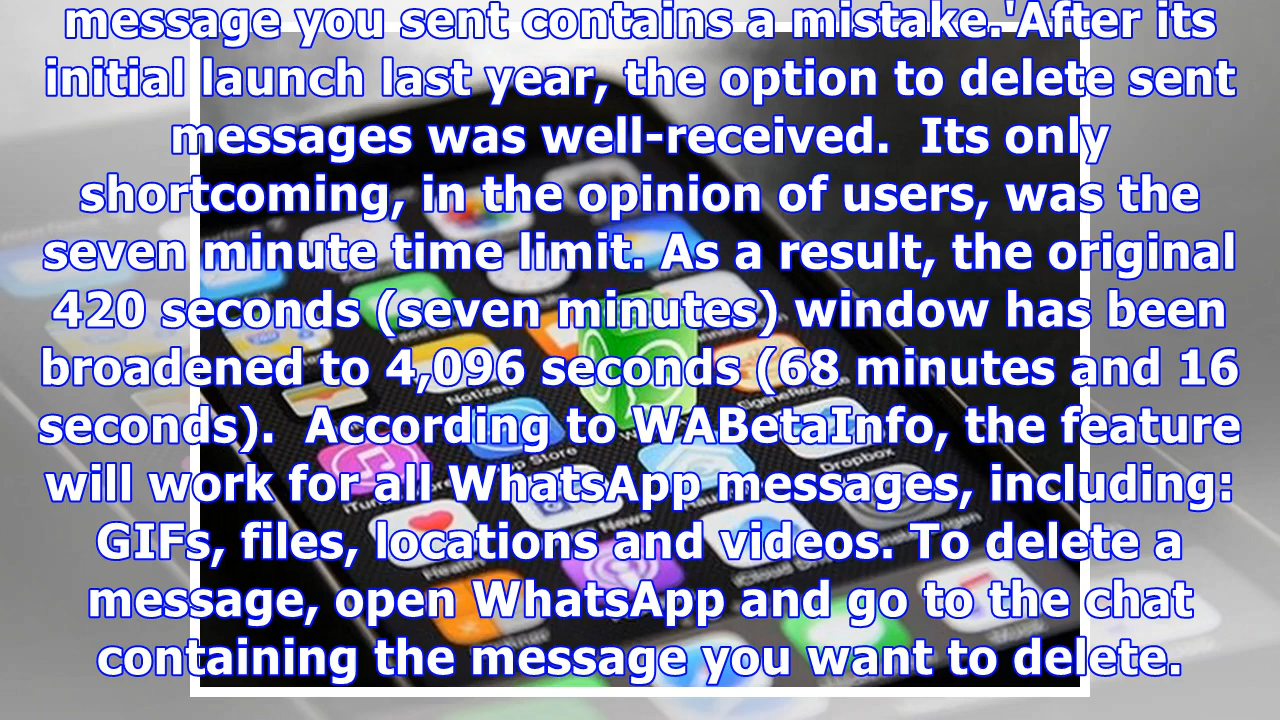 message you sent contains a mistake.'After its
initial launch last year, the option to delete sent
messages was well-received.  Its only
shortcoming, in the opinion of users, was the
seven minute time limit. As a result, the original
420 seconds (seven minutes) window has been
broadened to 4,096 seconds (68 minutes and 16
seconds).  According to WABetaInfo, the feature
will work for all WhatsApp messages, including:
GIFs, files, locations and videos. To delete a
message, open WhatsApp and go to the chat
containing the message you want to delete.
Notizen
Dropbox
Health